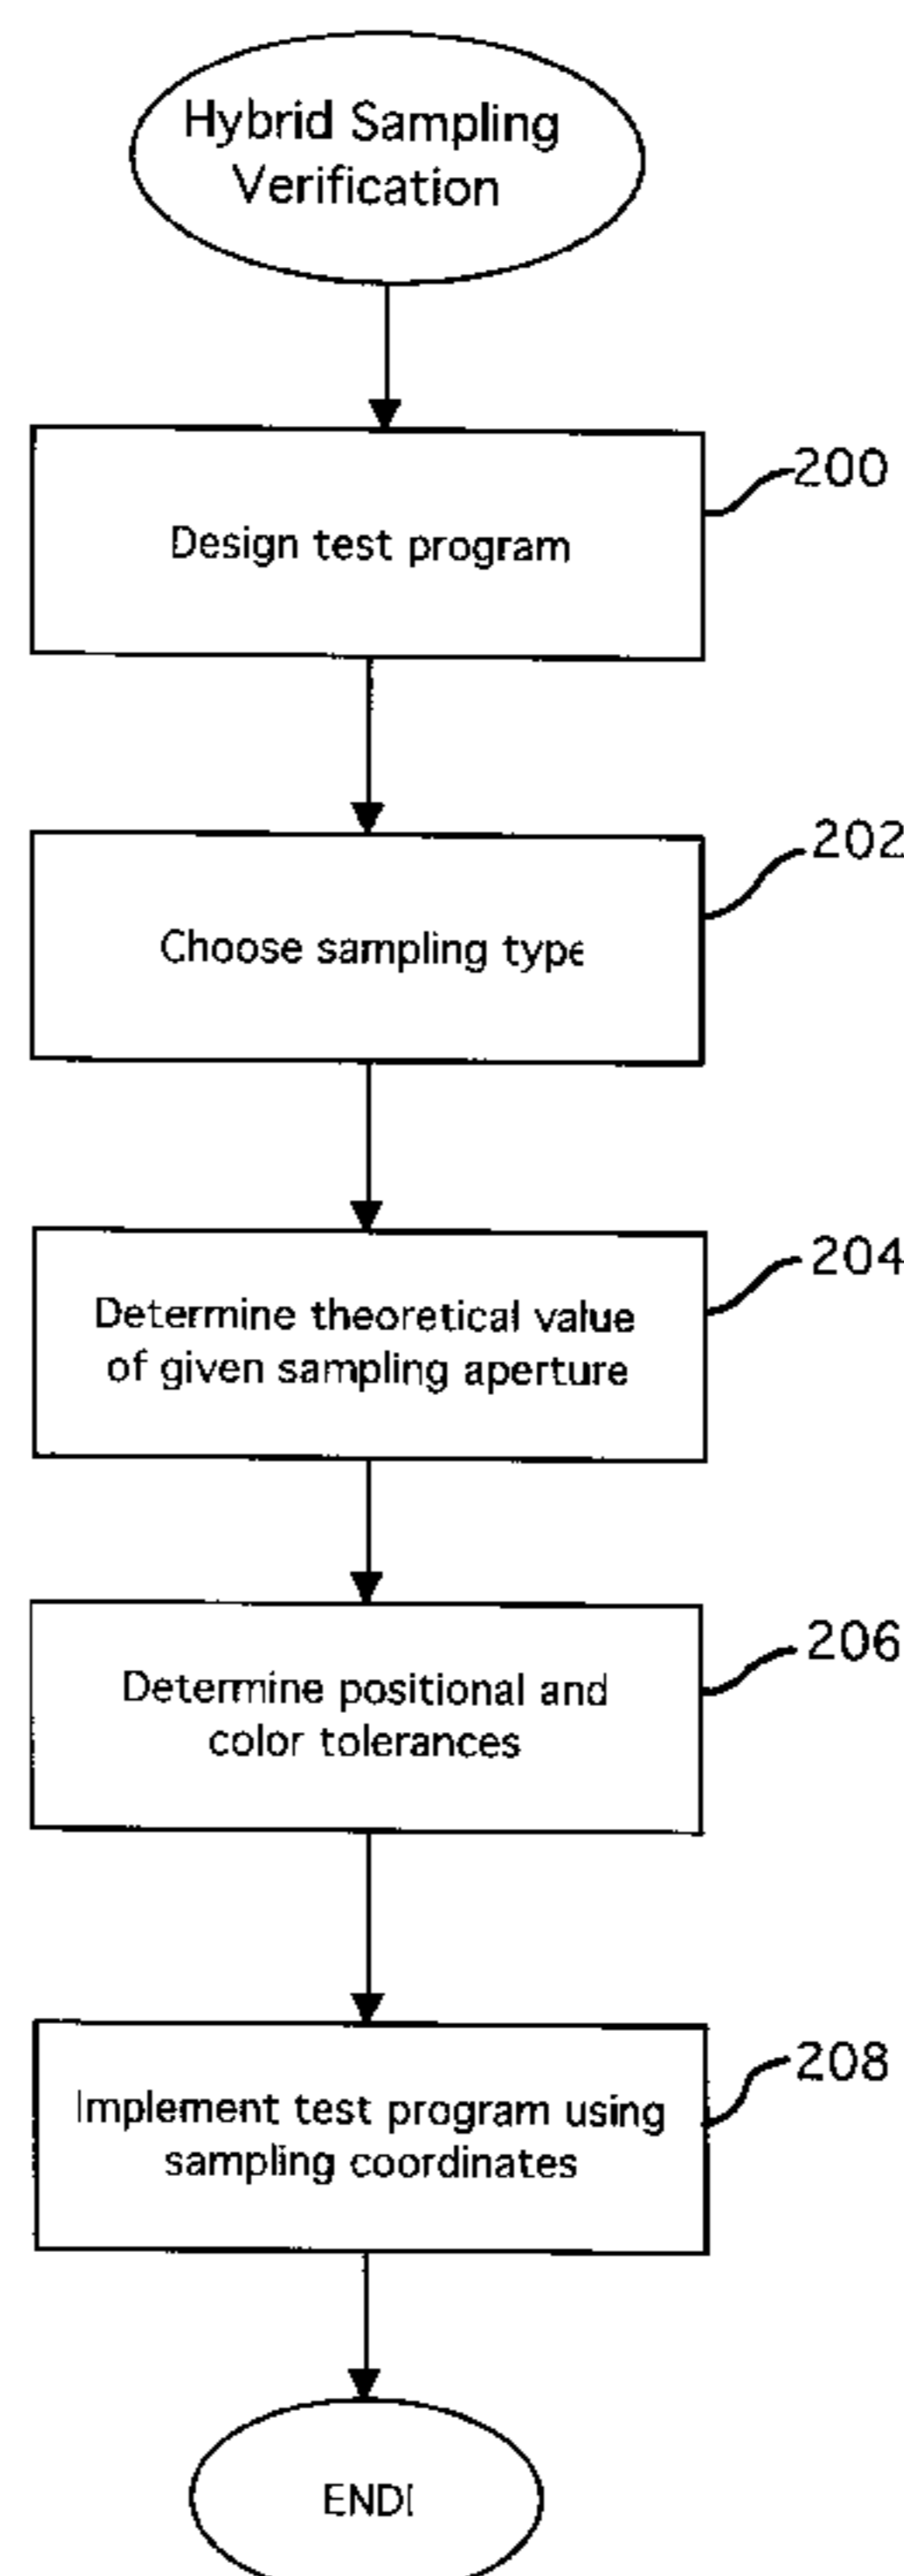 Hybrid Sampling
Verification
200
Design test program
202
Choose sampling type
204
Determine theoretical value
of given sampling aperture
206
Determine positional and
color tolerances
208
Implement test program using
sampling coordinates
END